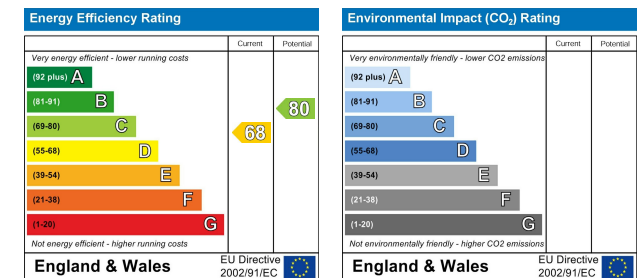 Energy Efficiency Rating
Current Potential
Very energy efficient - lower running costs
(92 plus) A
(81-91) B
(69-80) C
(55-68) D
(39-54) E
(21-38) F
(1-20) G
68
80
Not energy efficient - higher running costs
England & Wales
EU Directive
2002/91/EC
Environmental Impact (CO₂) Rating
Current Potential
Very environmentally friendly - lower CO2 emissions
(92 plus) A
(81-91) B
(69-80) C
(55-68) D
(39-54) E
(21-38) F
(1-20) G
Not environmentally friendly - higher CO2 emissions
England & Wales
EU Directive
2002/91/EC